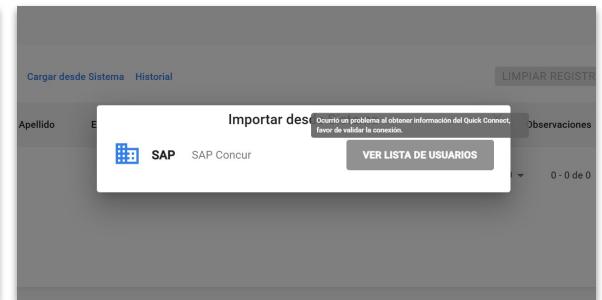 Cargar desde Sistema Historial
LIMPIAR REGISTR
Apellido
E
Observaciones
Importar des
Ocurrió un problema al obtener información del Quick Connect,
favor de validar la conexión.
SAP SAP Concur VER LISTA DE USUARIOS
0 - 0 de 0